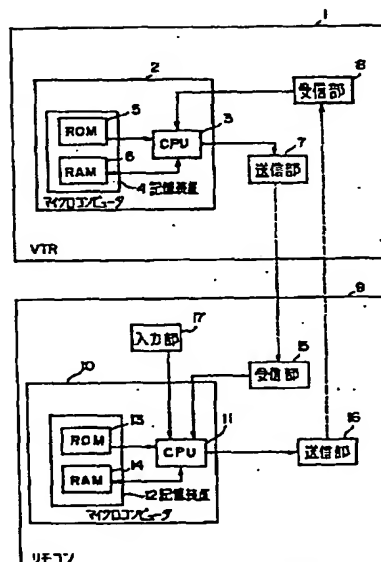 1
2
8
受信部
5
3
ROM
CPU
7
6
送信部
RAM
4 記憶装置
マイクロコンピュータ
VTR
9
17
入力部
10
15
受信部
13
11
16
ROM
CPU
送信部
14
RAM
12 記憶装置
マイクロコンピュータ
リモコン